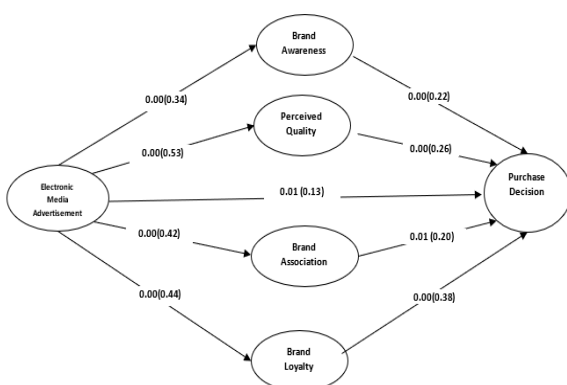 Brand
Awareness
0.00(0.34)
0.00(0.22)
Perceived
Quality
0.00(0.53)
0.00(0.26)
Electronic
Media
Advertisement
0.01 (0.13)
Purchase
Decision
0.00(0.42)
Brand
Association
0.01 (0.20)
0.00(0.44)
0.00(0.38)
Brand
Loyalty